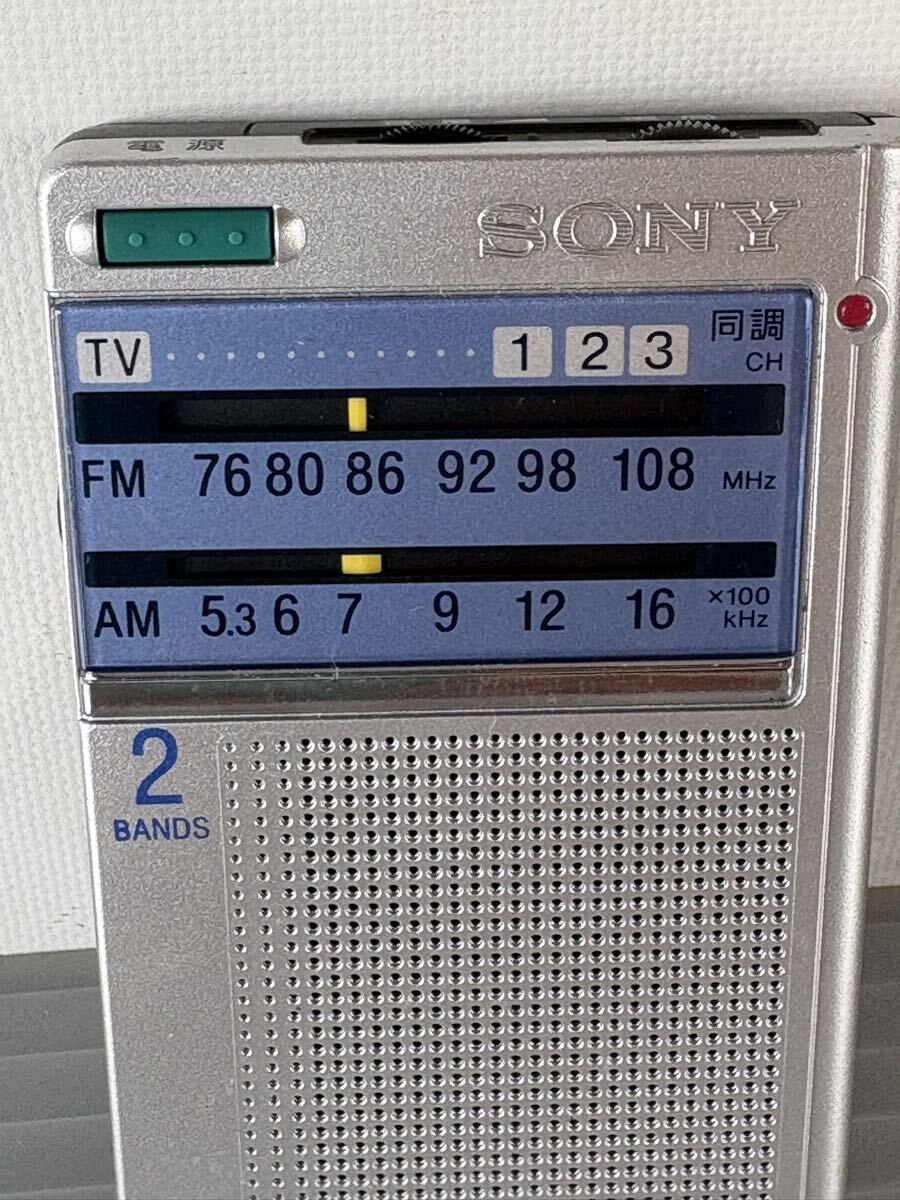 電源
SONY
TV 1 2 3 同調
CH
FM 76 80 86 92 98 108 MHz
AM 5.3 6 7 9 12 16 ×100
kHz
2
BANDS